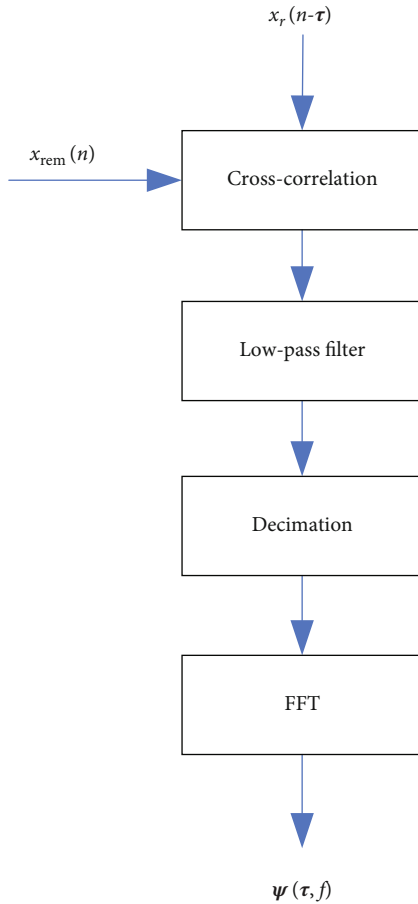 x_r(n-τ)
x_rem(n)
Cross-correlation
Low-pass filter
Decimation
FFT
ψ(τ, f)